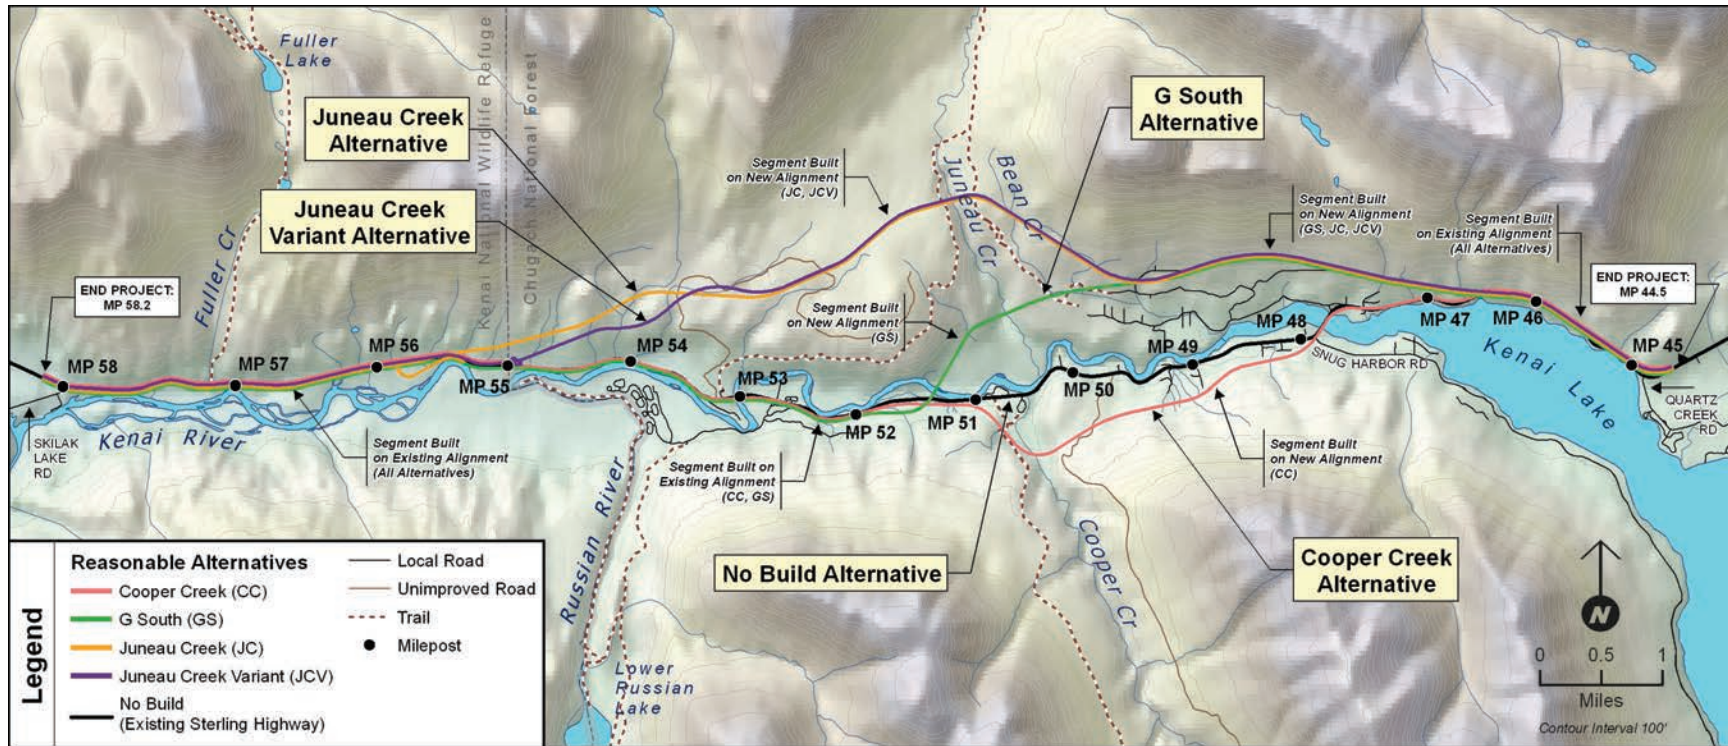 Fuller
Lake
Kenai National Wildlife Refuge
Chugach National Forest
Juneau Creek
Alternative
Juneau Creek
Variant Alternative
G South
Alternative
Segment Built
on New Alignment
(JC, JCV)
Juneau Cr
Bean Cr
Segment Built
on New Alignment
(GS, JC, JCV)
Segment Built
on Existing Alignment
(All Alternatives)
Fuller Cr
END PROJECT:
MP 58.2
END PROJECT:
MP 44.5
Segment Built
on New Alignment
(GS)
MP 58
MP 57
MP 56
MP 55
MP 54
MP 53
MP 52
MP 51
MP 50
MP 49
MP 48
MP 47
MP 46
MP 45
SNUG HARBOR RD
Kenai Lake
QUARTZ
CREEK
RD
SKILAK
LAKE
RD
Kenai River
Segment Built
on Existing Alignment
(All Alternatives)
Segment Built on
Existing Alignment
(CC, GS)
Segment Built
on New Alignment
(CC)
Russian River
No Build Alternative
Cooper Cr
Cooper Creek
Alternative
Lower
Russian
Lake
Legend
Reasonable Alternatives
Cooper Creek (CC)
G South (GS)
Juneau Creek (JC)
Juneau Creek Variant (JCV)
No Build
(Existing Sterling Highway)
Local Road
Unimproved Road
Trail
Milepost
N
0 0.5 1
Miles
Contour Interval 100'